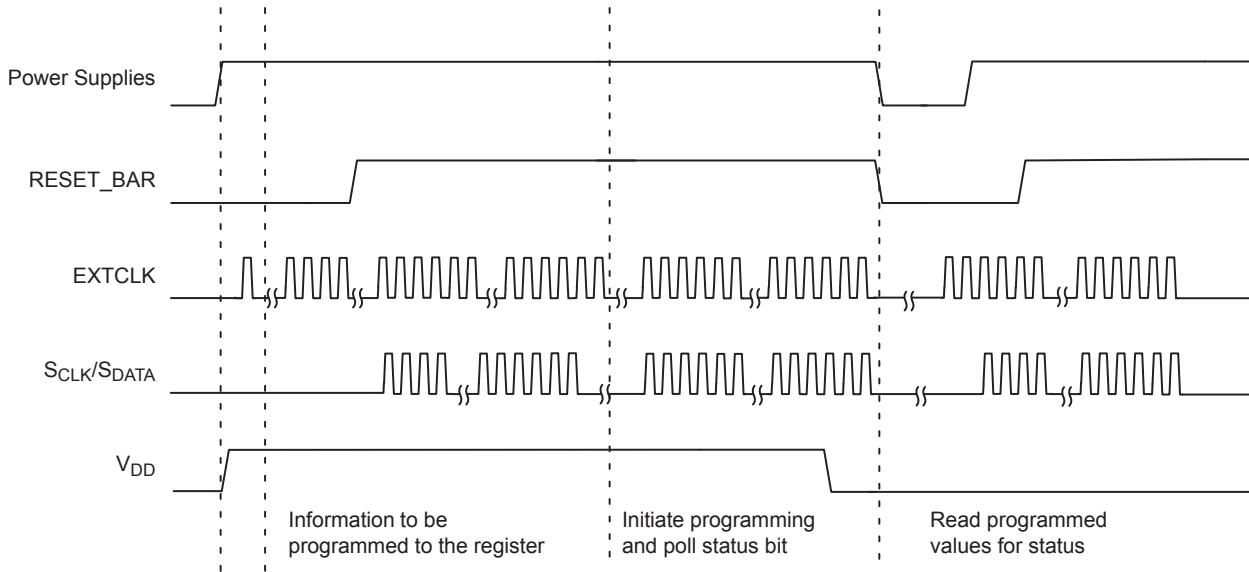 Power Supplies
RESET_BAR
EXTCLK
SCLK/SDATA
VDD
Information to be
programmed to the register
Initiate programming
and poll status bit
Read programmed
values for status